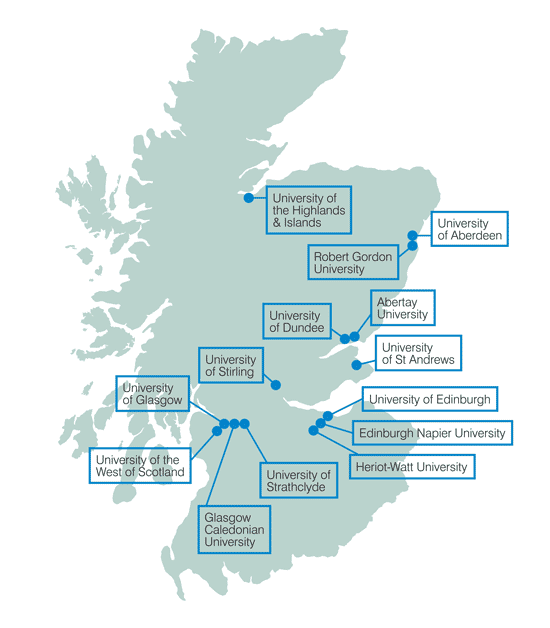 University of
the Highlands
& Islands
University
of Aberdeen
Robert Gordon
University
Abertay
University
University
of Dundee
University
of St Andrews
University
of Stirling
University
of Glasgow
University of Edinburgh
Edinburgh Napier University
University of the
West of Scotland
Heriot-Watt University
University of
Strathclyde
Glasgow
Caledonian
University